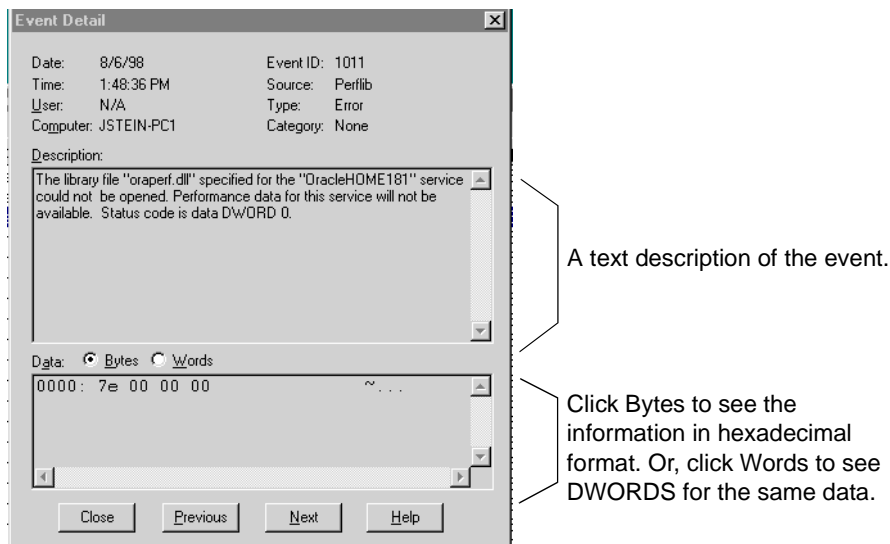 Event Detail
Date: 8/6/98 Event ID: 1011
Time: 1:48:36 PM Source: Perflib
User: N/A Type: Error
Computer: JSTEIN-PC1 Category: None
Description:
The library file "oraperf.dll" specified for the "OracleHOME181" service
could not be opened. Performance data for this service will not be
available. Status code is data DWORD 0.
A text description of the event.
Data: Bytes Words
0000: 7e 00 00 00 ~...
Click Bytes to see the
information in hexadecimal
format. Or, click Words to see
DWORDS for the same data.
Close Previous Next Help